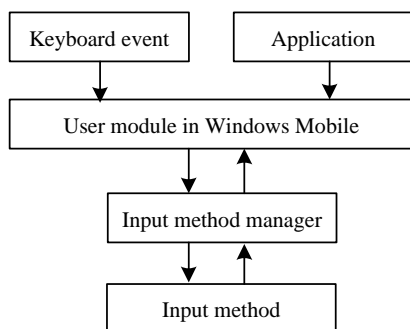 Keyboard event
Application
User module in Windows Mobile
Input method manager
Input method